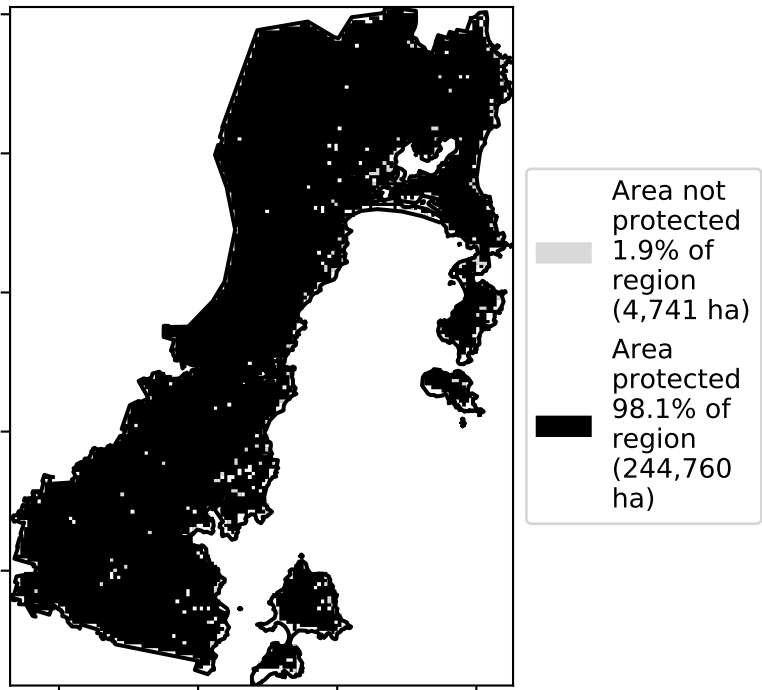 Area not
protected
1.9% of
region
(4,741 ha)
Area
protected
98.1% of
region
(244,760
ha)